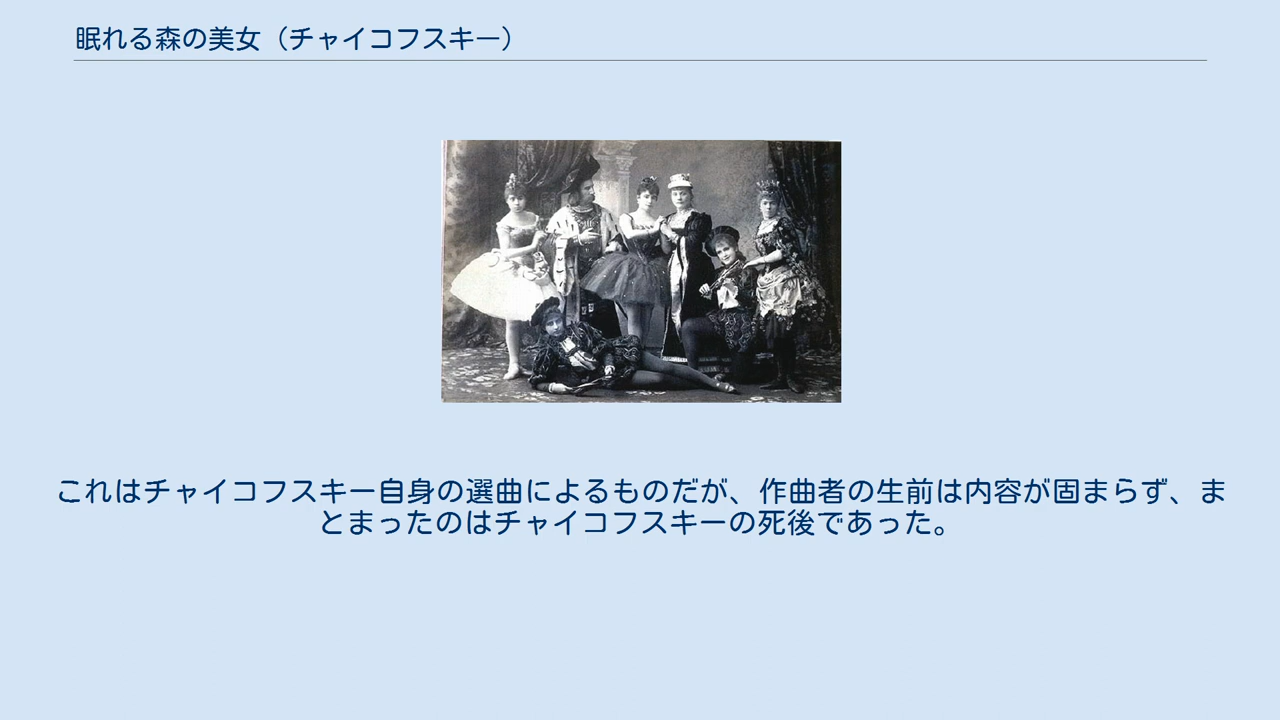 眠れる森の美女（チャイコフスキー）
これはチャイコフスキー自身の選曲によるものだが、作曲者の生前は内容が固まらず、ま
とまったのはチャイコフスキーの死後であった。